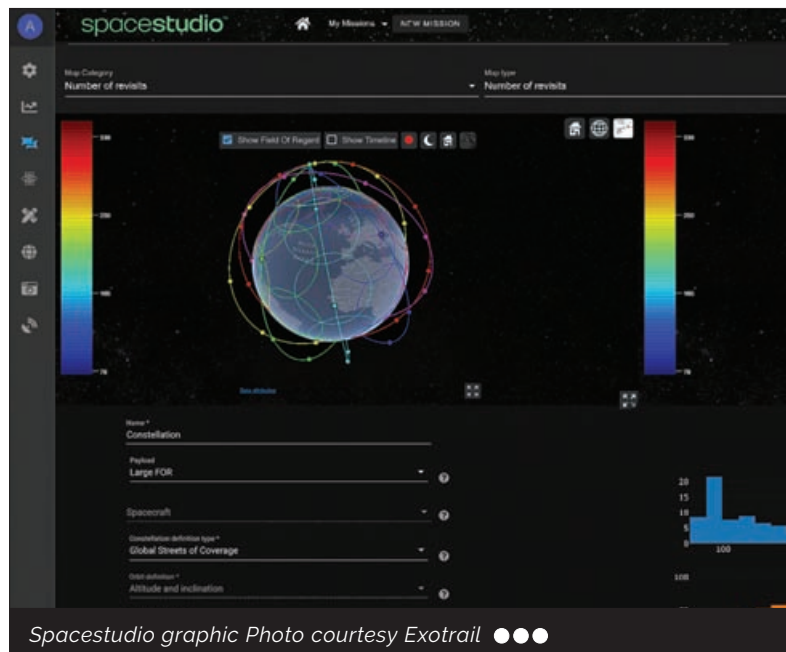 A
spacestudio
My Missions
NEW MISSION
Map Category
Number of revisits
Map type
Number of revisits
Show Field Of Regard
Show Timeline
Name *
Constellation
Payload
Large FOR
Spacecraft
Constellation definition type *
Global Streets of Coverage
Orbit definition *
Altitude and inclination
20
15
10
5
0
100
100
Spacestudio graphic Photo courtesy Exotrail